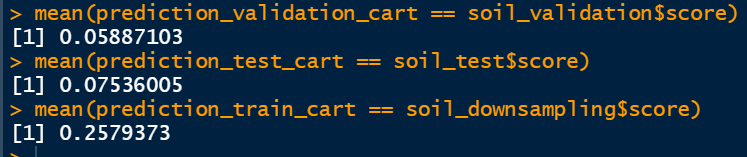 > mean(prediction_validation_cart == soil_validation$score)
[1] 0.05887103
> mean(prediction_test_cart == soil_test$score)
[1] 0.07536005
> mean(prediction_train_cart == soil_downsampling$score)
[1] 0.2579373
>